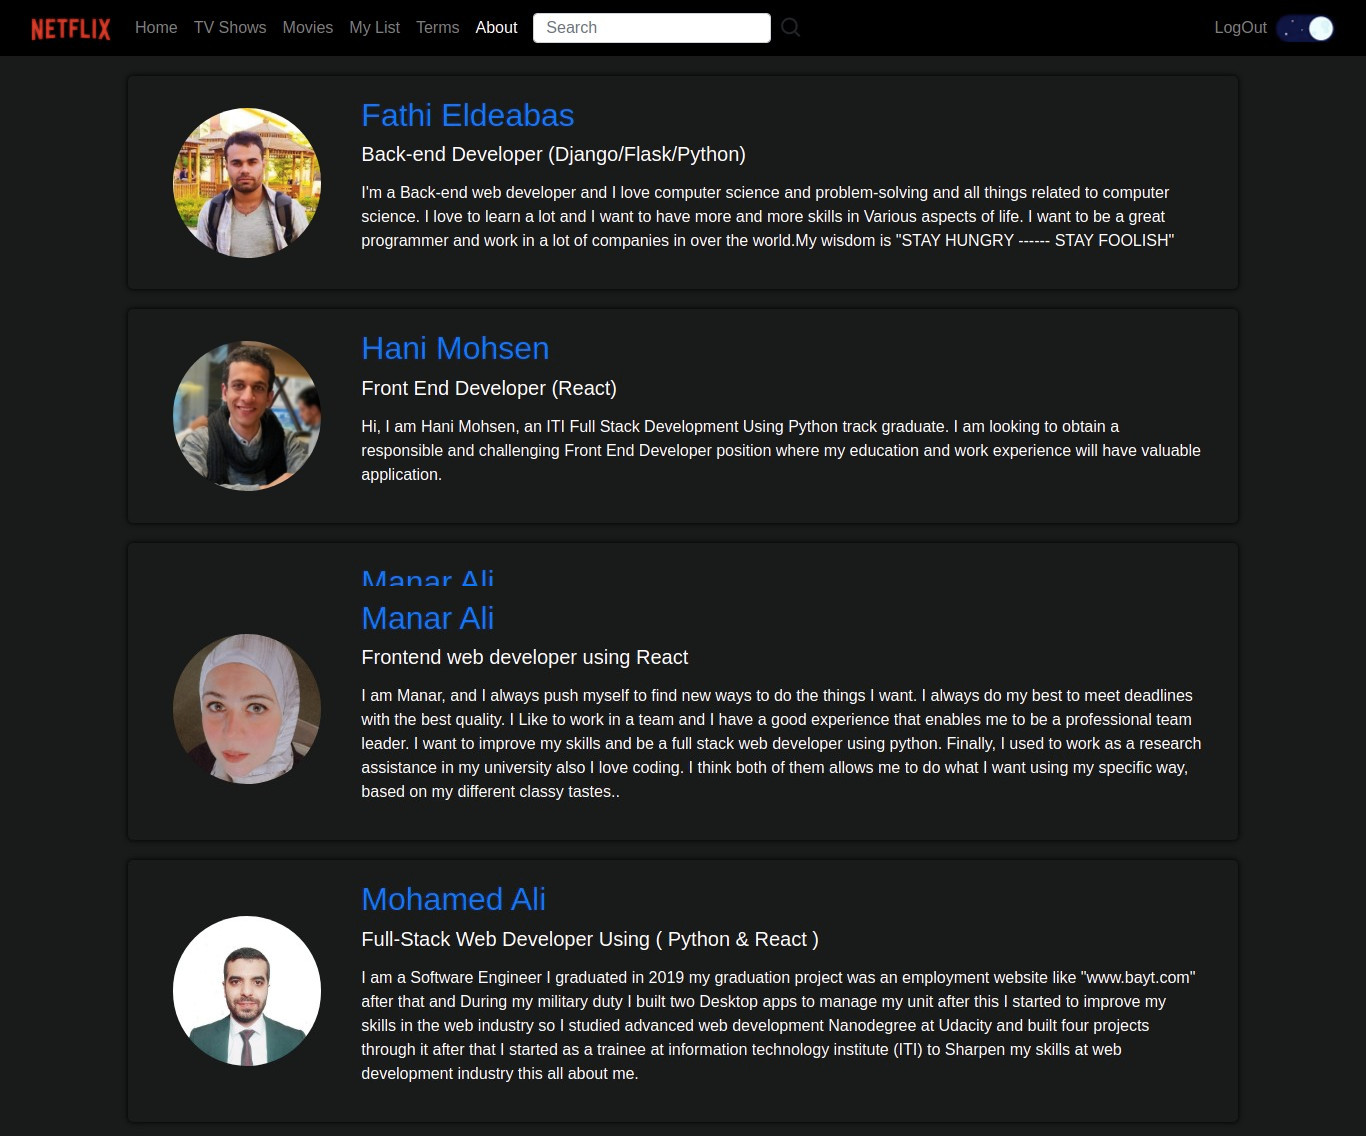 NETFLIX Home TV Shows Movies My List Terms About Search LogOut
Fathi Eldeabas
Back-end Developer (Django/Flask/Python)
I'm a Back-end web developer and I love computer science and problem-solving and all things related to computer
science. I love to learn a lot and I want to have more and more skills in Various aspects of life. I want to be a great
programmer and work in a lot of companies in over the world.My wisdom is "STAY HUNGRY ------ STAY FOOLISH"
Hani Mohsen
Front End Developer (React)
Hi, I am Hani Mohsen, an ITI Full Stack Development Using Python track graduate. I am looking to obtain a
responsible and challenging Front End Developer position where my education and work experience will have valuable
application.
Manar Ali
Manar Ali
Frontend web developer using React
I am Manar, and I always push myself to find new ways to do the things I want. I always do my best to meet deadlines
with the best quality. I Like to work in a team and I have a good experience that enables me to be a professional team
leader. I want to improve my skills and be a full stack web developer using python. Finally, I used to work as a research
assistance in my university also I love coding. I think both of them allows me to do what I want using my specific way,
based on my different classy tastes..
Mohamed Ali
Full-Stack Web Developer Using ( Python & React )
I am a Software Engineer I graduated in 2019 my graduation project was an employment website like "www.bayt.com"
after that and During my military duty I built two Desktop apps to manage my unit after this I started to improve my
skills in the web industry so I studied advanced web development Nanodegree at Udacity and built four projects
through it after that I started as a trainee at information technology institute (ITI) to Sharpen my skills at web
development industry this all about me.